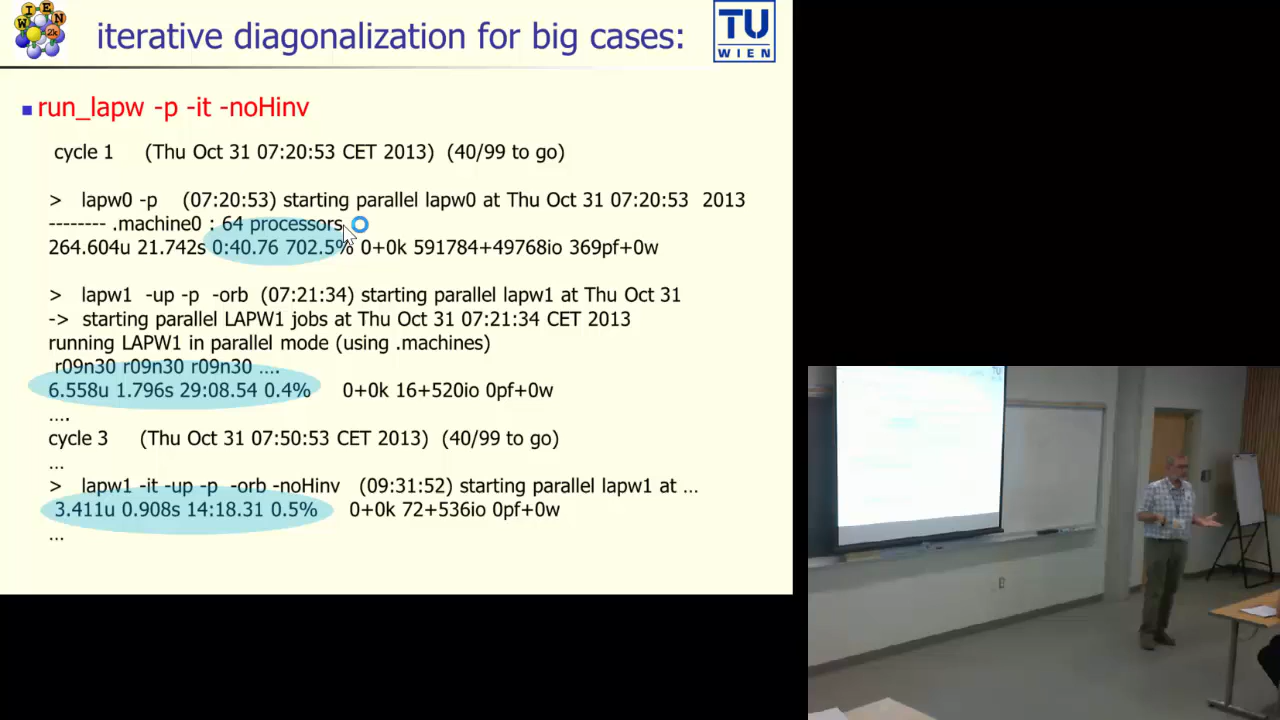 WIEN
2k
iterative diagonalization for big cases:
TU
WIEN
run_lapw -p -it -noHinv
cycle 1 (Thu Oct 31 07:20:53 CET 2013) (40/99 to go)
> lapw0 -p (07:20:53) starting parallel lapw0 at Thu Oct 31 07:20:53 2013
-------- .machine0 : 64 processors
264.604u 21.742s 0:40.76 702.5% 0+0k 591784+49768io 369pf+0w
> lapw1 -up -p -orb (07:21:34) starting parallel lapw1 at Thu Oct 31
-> starting parallel LAPW1 jobs at Thu Oct 31 07:21:34 CET 2013
running LAPW1 in parallel mode (using .machines)
r09n30 r09n30 r09n30 ....
6.558u 1.796s 29:08.54 0.4% 0+0k 16+520io 0pf+0w
....
cycle 3 (Thu Oct 31 07:50:53 CET 2013) (40/99 to go)
...
> lapw1 -it -up -p -orb -noHinv (09:31:52) starting parallel lapw1 at ...
3.411u 0.908s 14:18.31 0.5% 0+0k 72+536io 0pf+0w
...